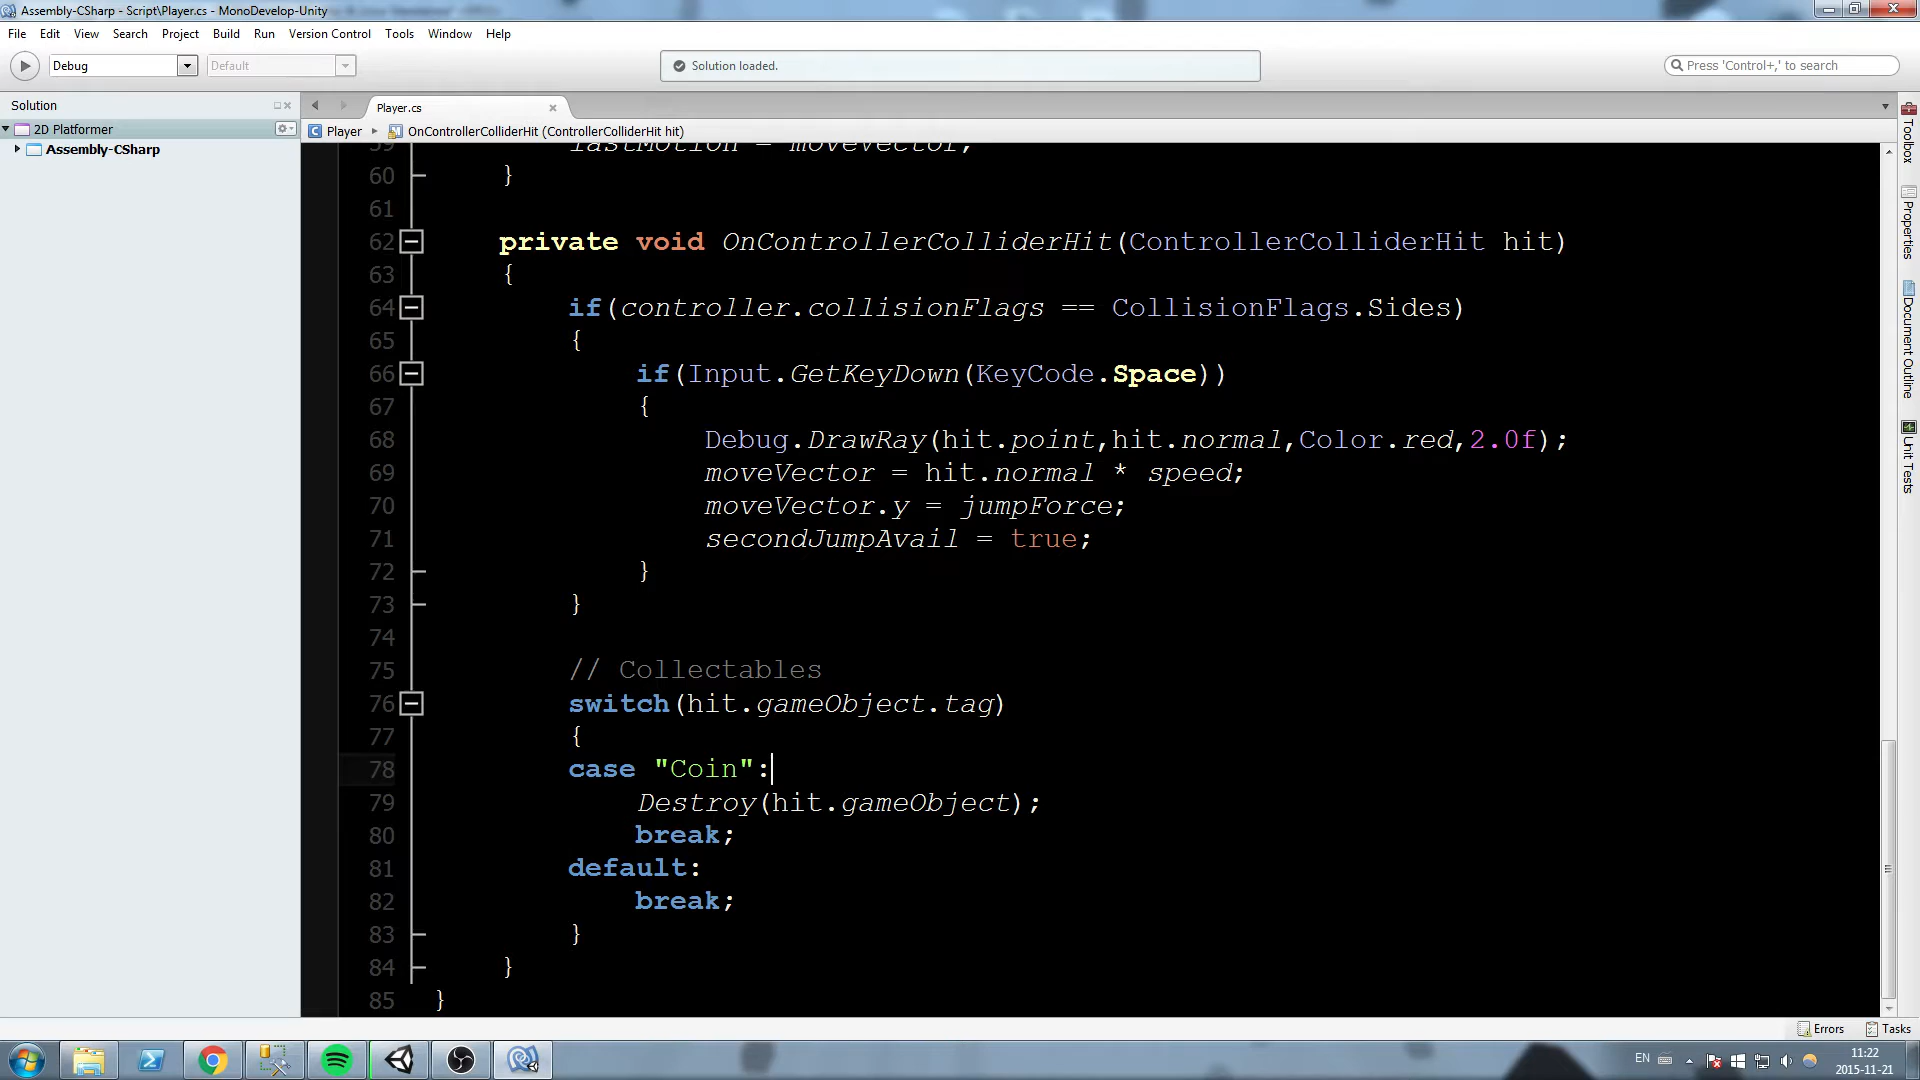 Assembly-CSharp - Script\Player.cs - MonoDevelop-Unity
File Edit View Search Project Build Run Version Control Tools Window Help
Debug Default Solution loaded. Press 'Control+,' to search
Solution
2D Platformer
Assembly-CSharp
Player.cs
Player OnControllerColliderHit (ControllerColliderHit hit)
59 lastMotion = moveVector;
60 }
61
62 private void OnControllerColliderHit(ControllerColliderHit hit)
63 {
64 if(controller.collisionFlags == CollisionFlags.Sides)
65 {
66 if(Input.GetKeyDown(KeyCode.Space))
67 {
68 Debug.DrawRay(hit.point,hit.normal,Color.red,2.0f);
69 moveVector = hit.normal * speed;
70 moveVector.y = jumpForce;
71 secondJumpAvail = true;
72 }
73 }
74
75 // Collectables
76 switch(hit.gameObject.tag)
77 {
78 case "Coin":
79 Destroy(hit.gameObject);
80 break;
81 default:
82 break;
83 }
84 }
85 }
Toolbox
Properties
Document Outline
Unit Tests
Errors Tasks
EN
11:22
2015-11-21